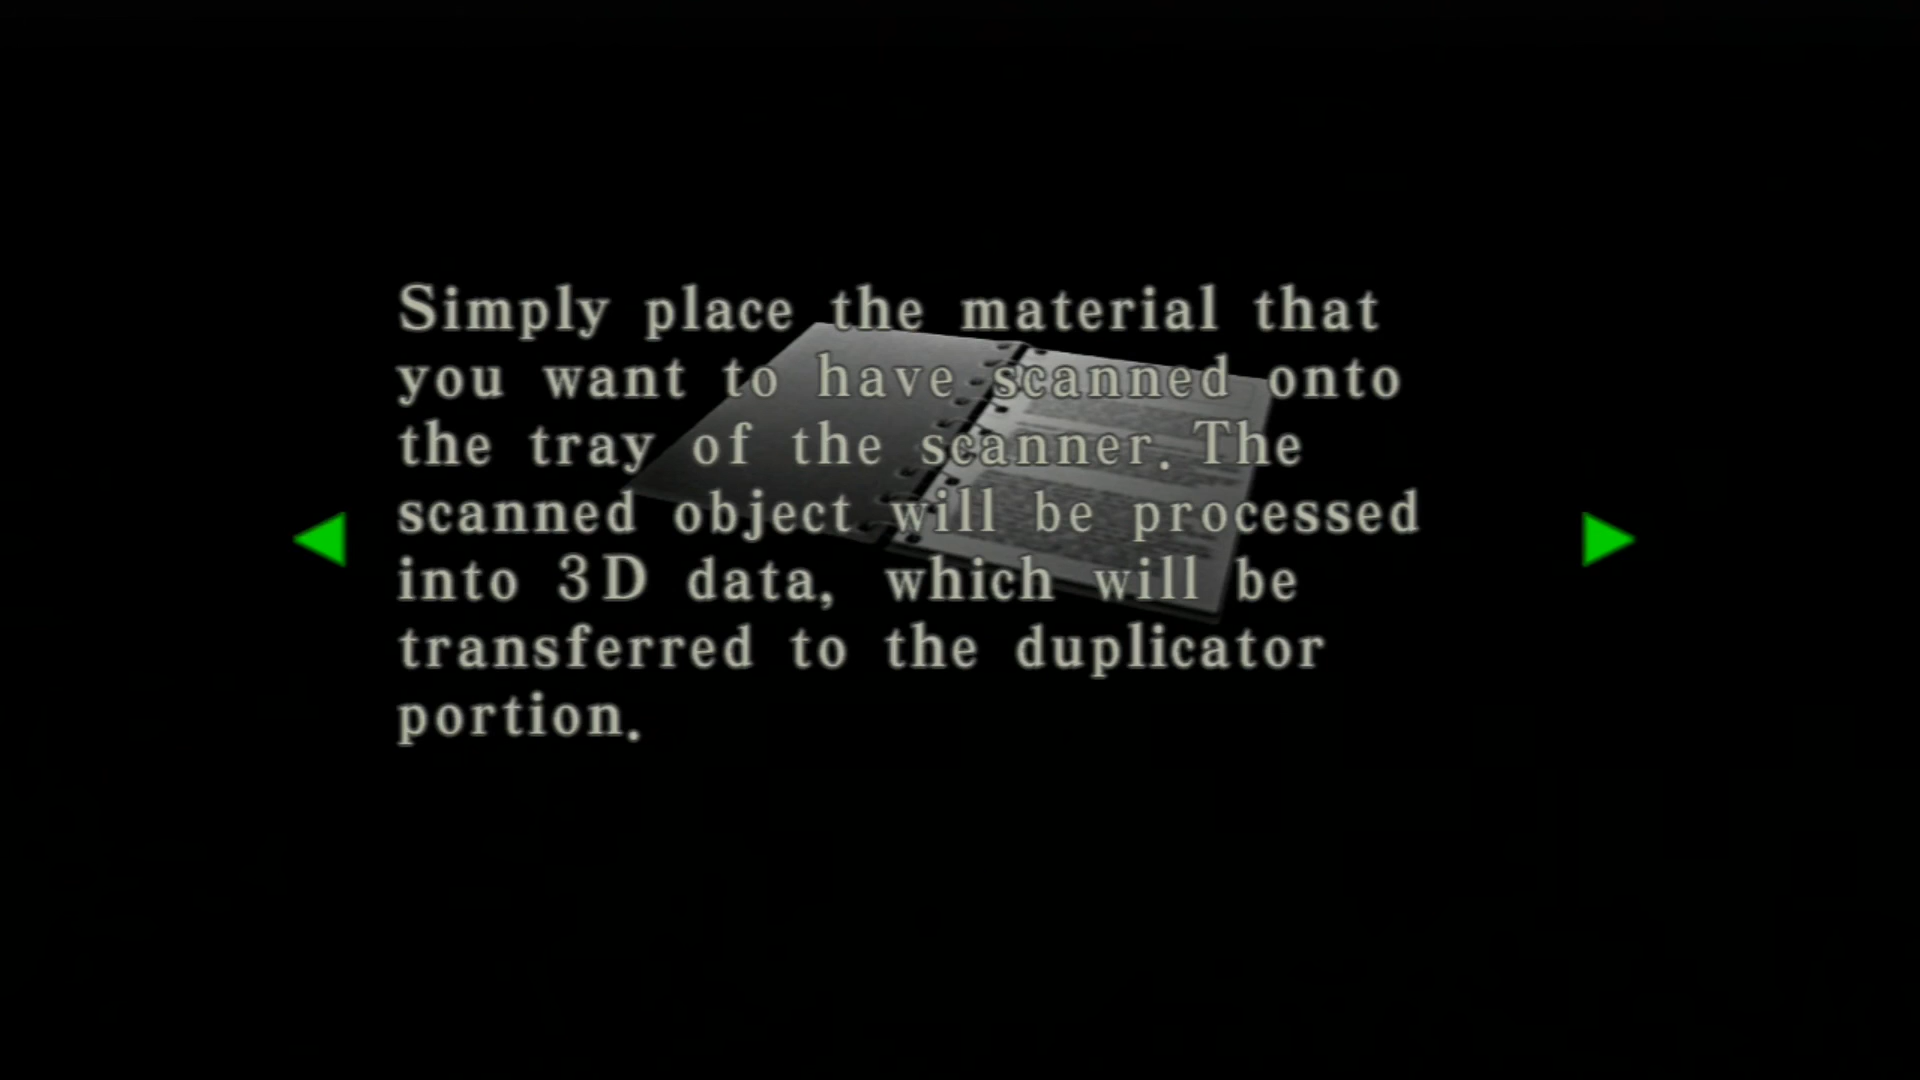 Simply place the material that
you want to have scanned onto
the tray of the scanner. The
scanned object will be processed
into 3D data, which will be
transferred to the duplicator
portion.